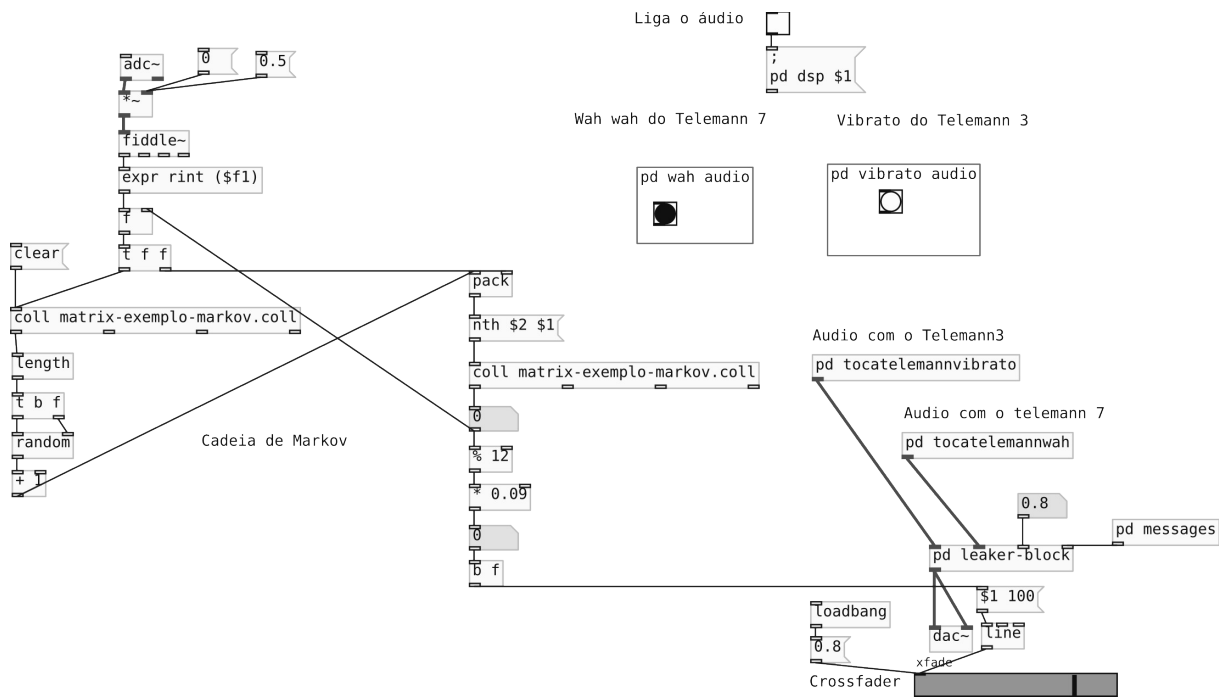 Liga o áudio
;
pd dsp $1
adc~
0
0.5
*~
Wah wah do Telemann 7
Vibrato do Telemann 3
fiddle~
expr rint ($f1)
pd wah audio
pd vibrato audio
f
clear
t f f
pack
coll matrix-exemplo-markov.coll
nth $2 $1
Audio com o Telemann3
length
pd tocatelemannvibrato
coll matrix-exemplo-markov.coll
t b f
0
Audio com o telemann 7
random
Cadeia de Markov
pd tocatelemannwah
% 12
+ 1
* 0.09
0.8
0
pd messages
pd leaker-block
b f
$1 100
loadbang
dac~
line
0.8
xfade
Crossfader